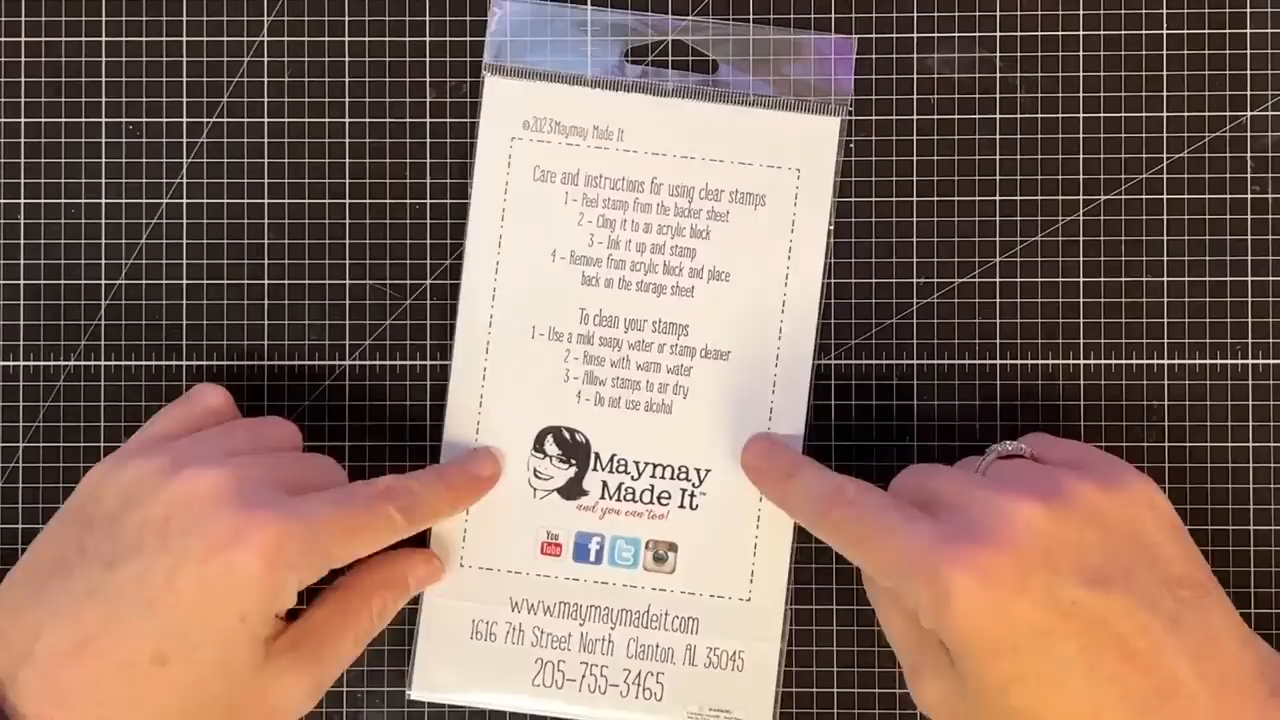 ©2023 Maymay Made It
Care and instructions for using clear stamps
1 - Peel stamp from the backer sheet
2 - Cling it to an acrylic block
3 - Ink it up and stamp
4 - Remove from acrylic block and place
back on the storage sheet
To clean your stamps
1 - Use a mild soapy water or stamp cleaner
2 - Rinse with warm water
3 - Allow stamps to air dry
4 - Do not use alcohol
Maymay
Made It™
and you can too!
You
Tube
f
t
www.maymaymadeit.com
1616 7th Street North Clanton, AL 35045
205-755-3465
WARNING: